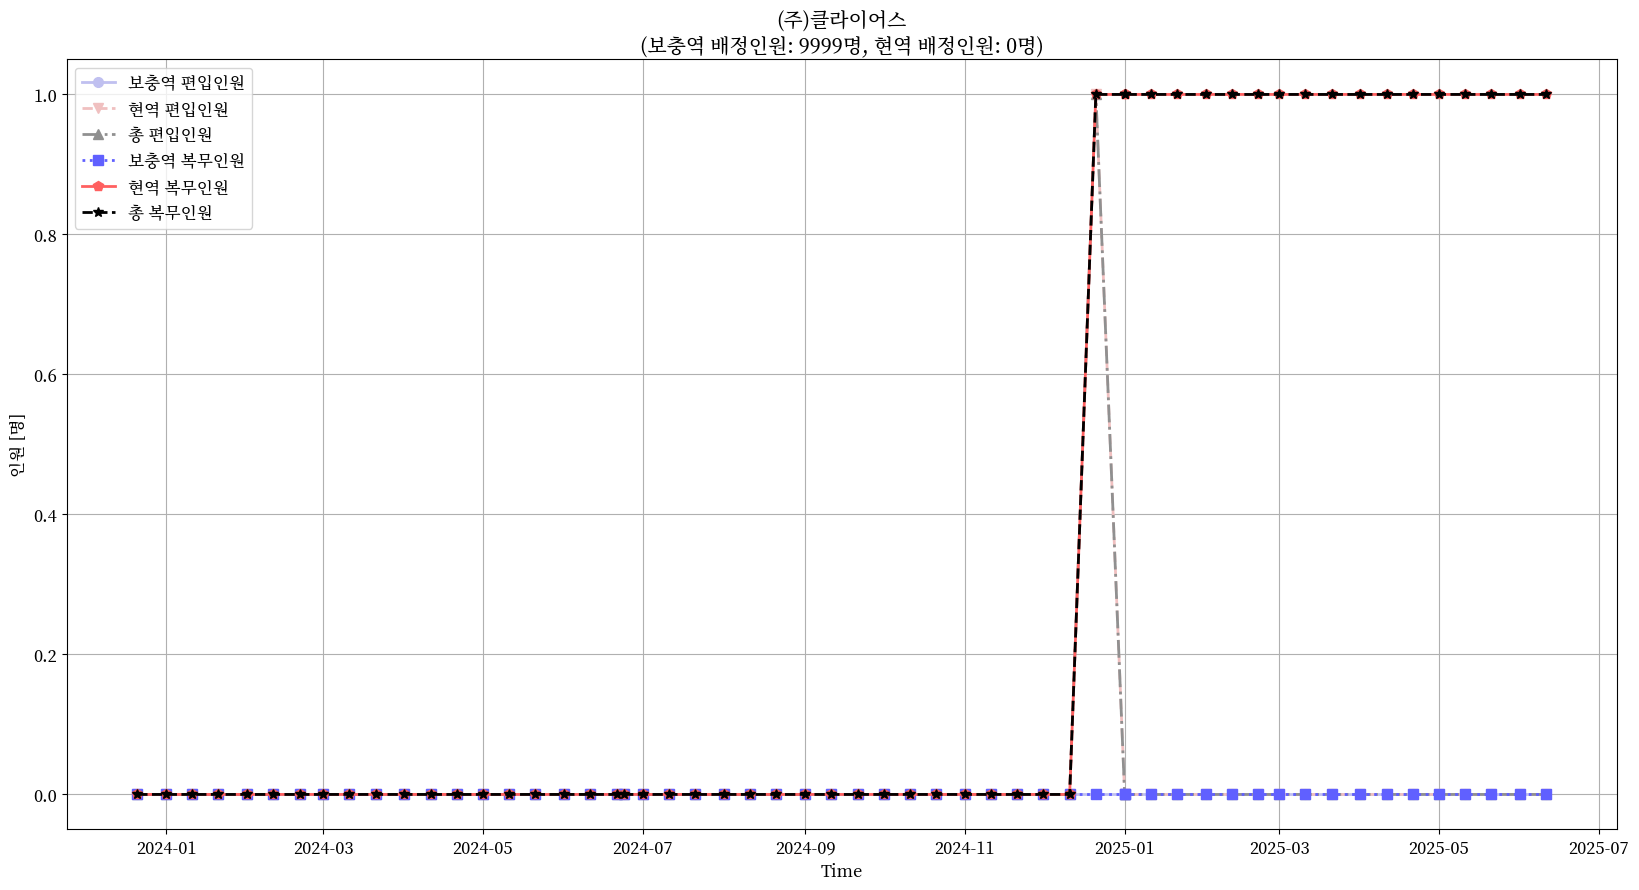 (주)클라이어스
(보충역 배정인원: 9999명, 현역 배정인원: 0명)
보충역 편입인원
현역 편입인원
총 편입인원
보충역 복무인원
현역 복무인원
총 복무인원
1.0
0.8
0.6
0.4
0.2
0.0
인원 [명]
2024-01
2024-03
2024-05
2024-07
2024-09
2024-11
2025-01
2025-03
2025-05
2025-07
Time